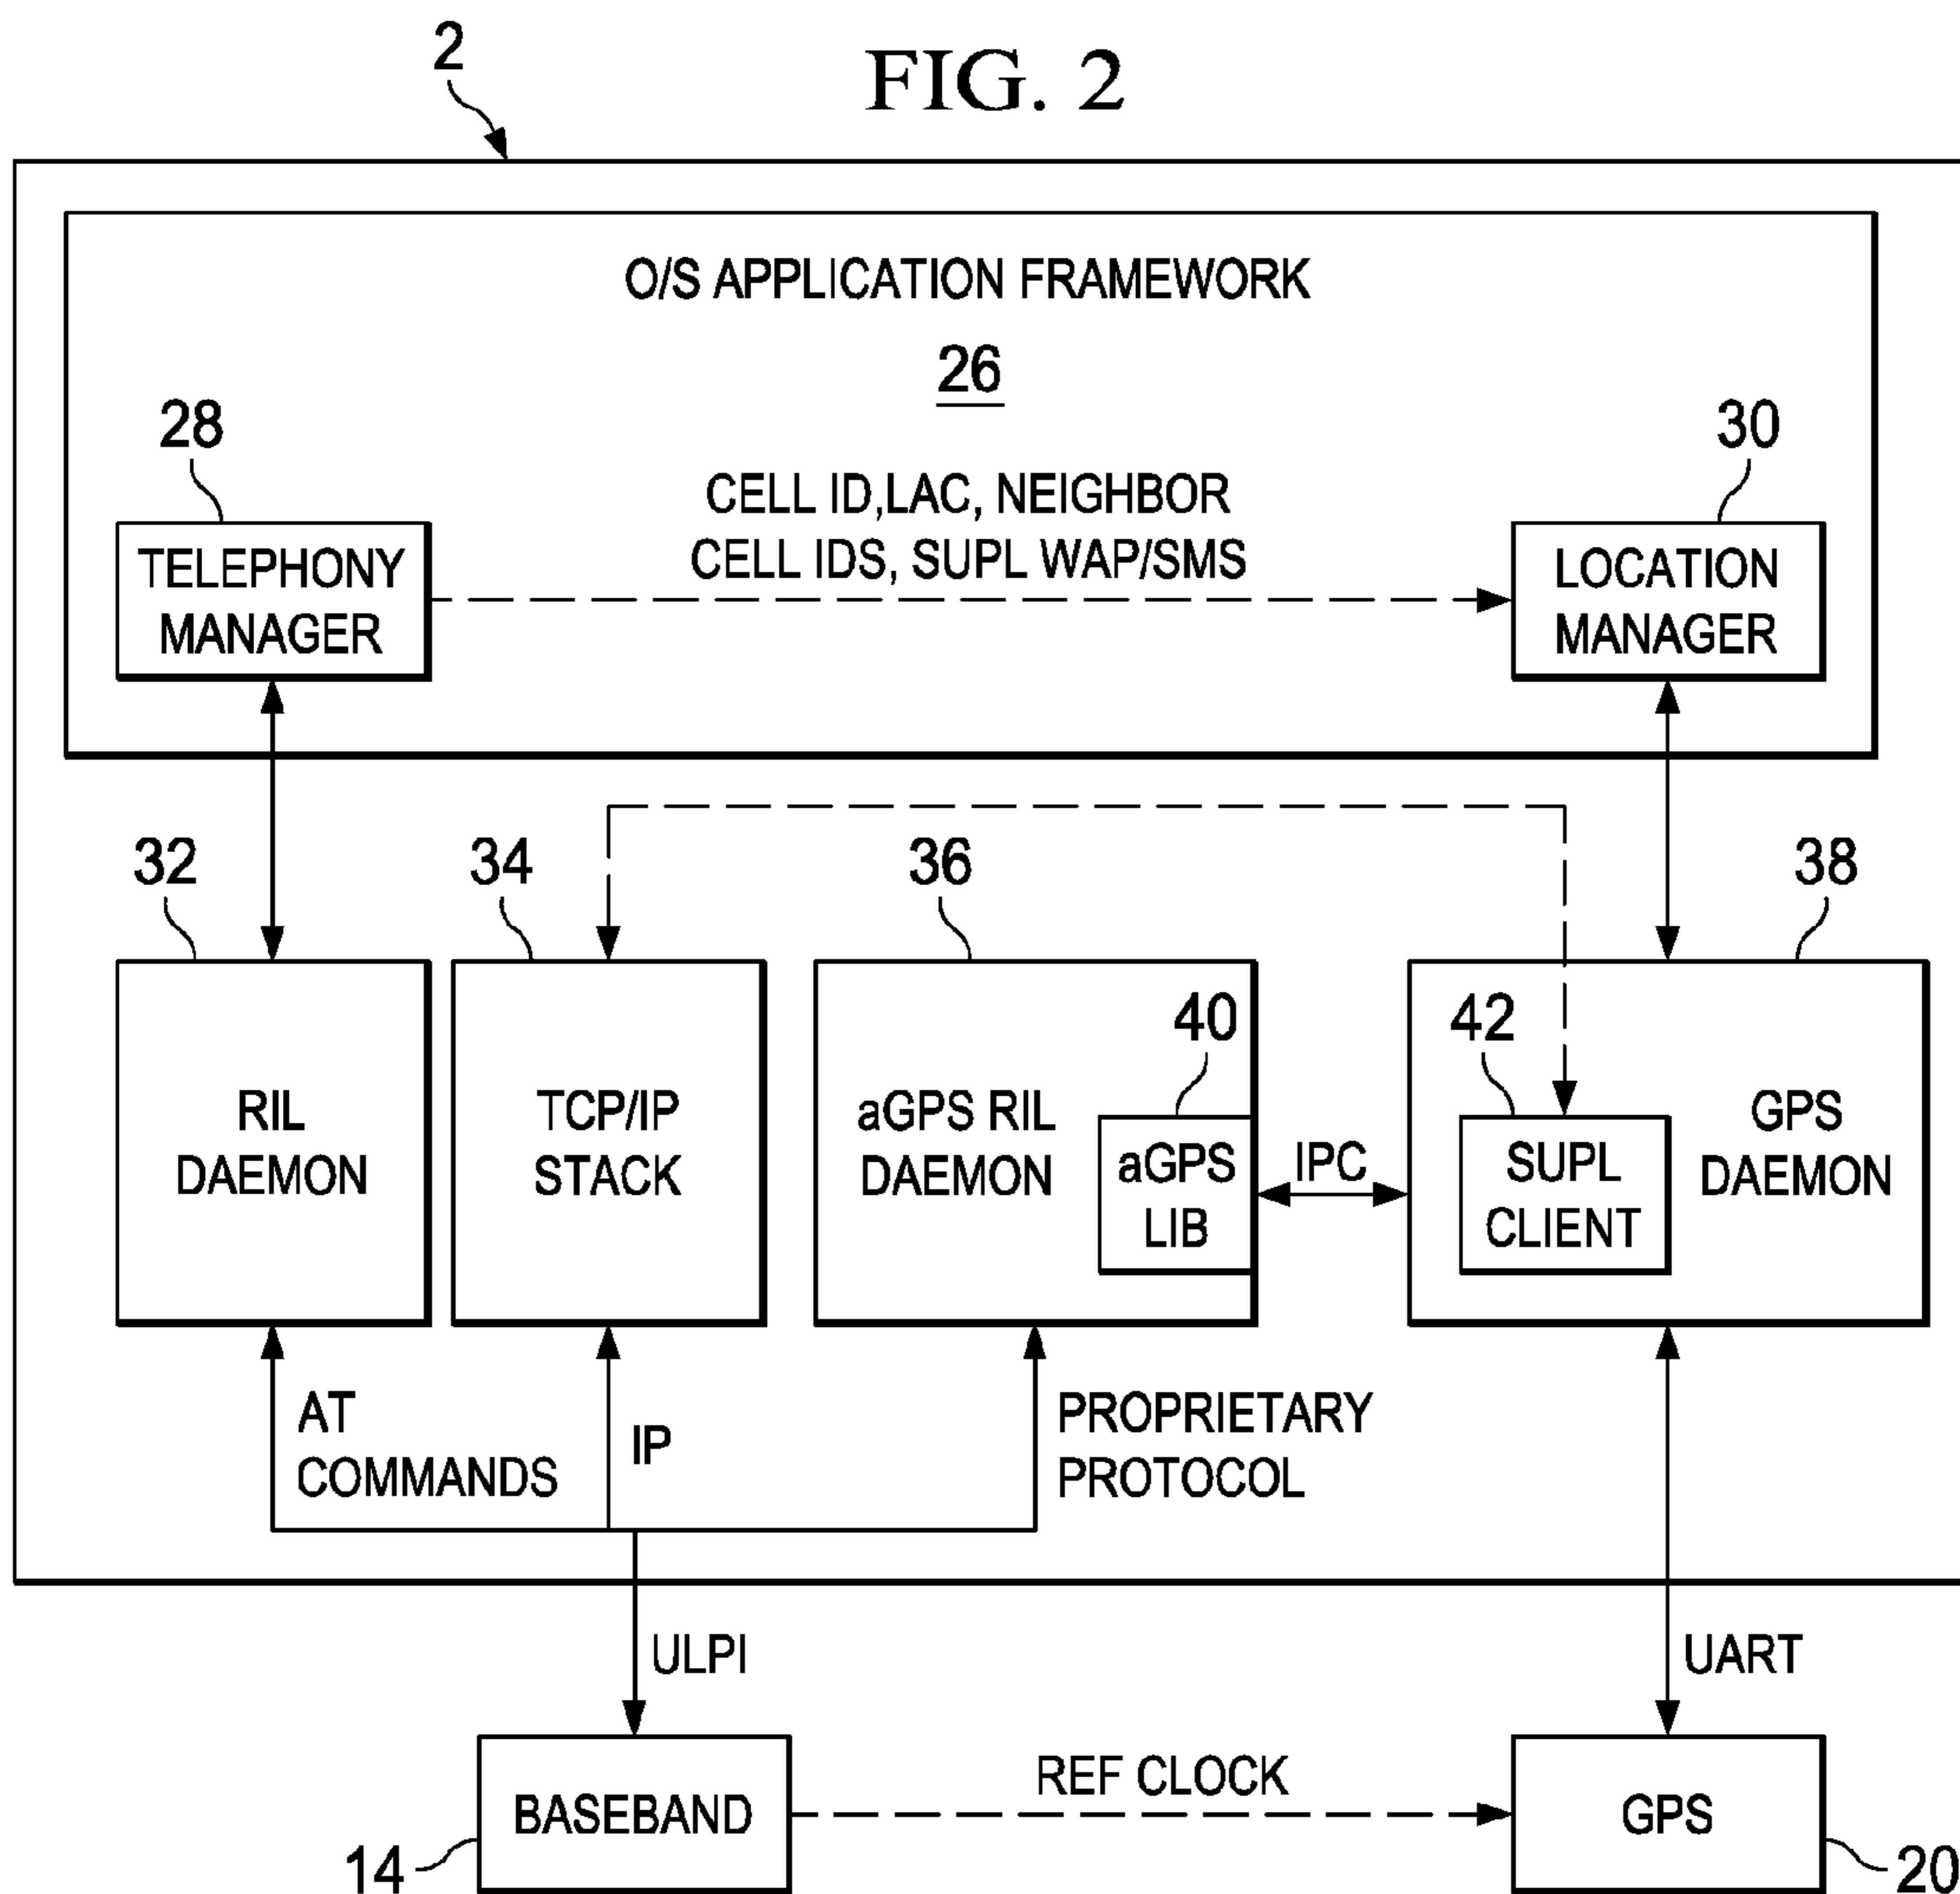 FIG. 2
2
O/S APPLICATION FRAMEWORK
26
28
30
CELL ID,LAC, NEIGHBOR
CELL IDS, SUPL WAP/SMS
TELEPHONY
MANAGER
LOCATION
MANAGER
32
34
36
38
40
42
RIL
DAEMON
TCP/IP
STACK
aGPS RIL
DAEMON
aGPS
LIB
IPC
SUPL
CLIENT
GPS
DAEMON
AT
COMMANDS
IP
PROPRIETARY
PROTOCOL
ULPI
UART
BASEBAND
REF CLOCK
GPS
14
20